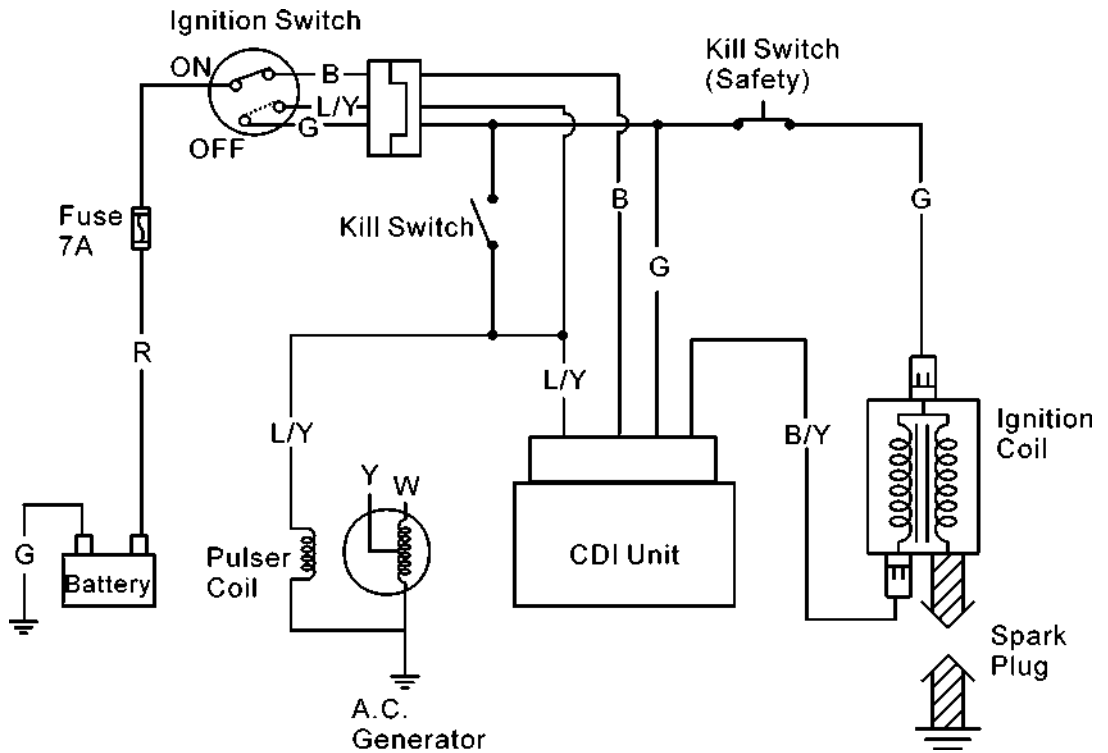 Ignition Switch
ON
B
L/Y
G
OFF
Kill Switch
(Safety)
Fuse
7A
Kill Switch
B
G
G
R
L/Y
L/Y
B/Y
Ignition
Coil
Y
W
G
Battery
Pulser
Coil
CDI Unit
Spark
Plug
A.C.
Generator